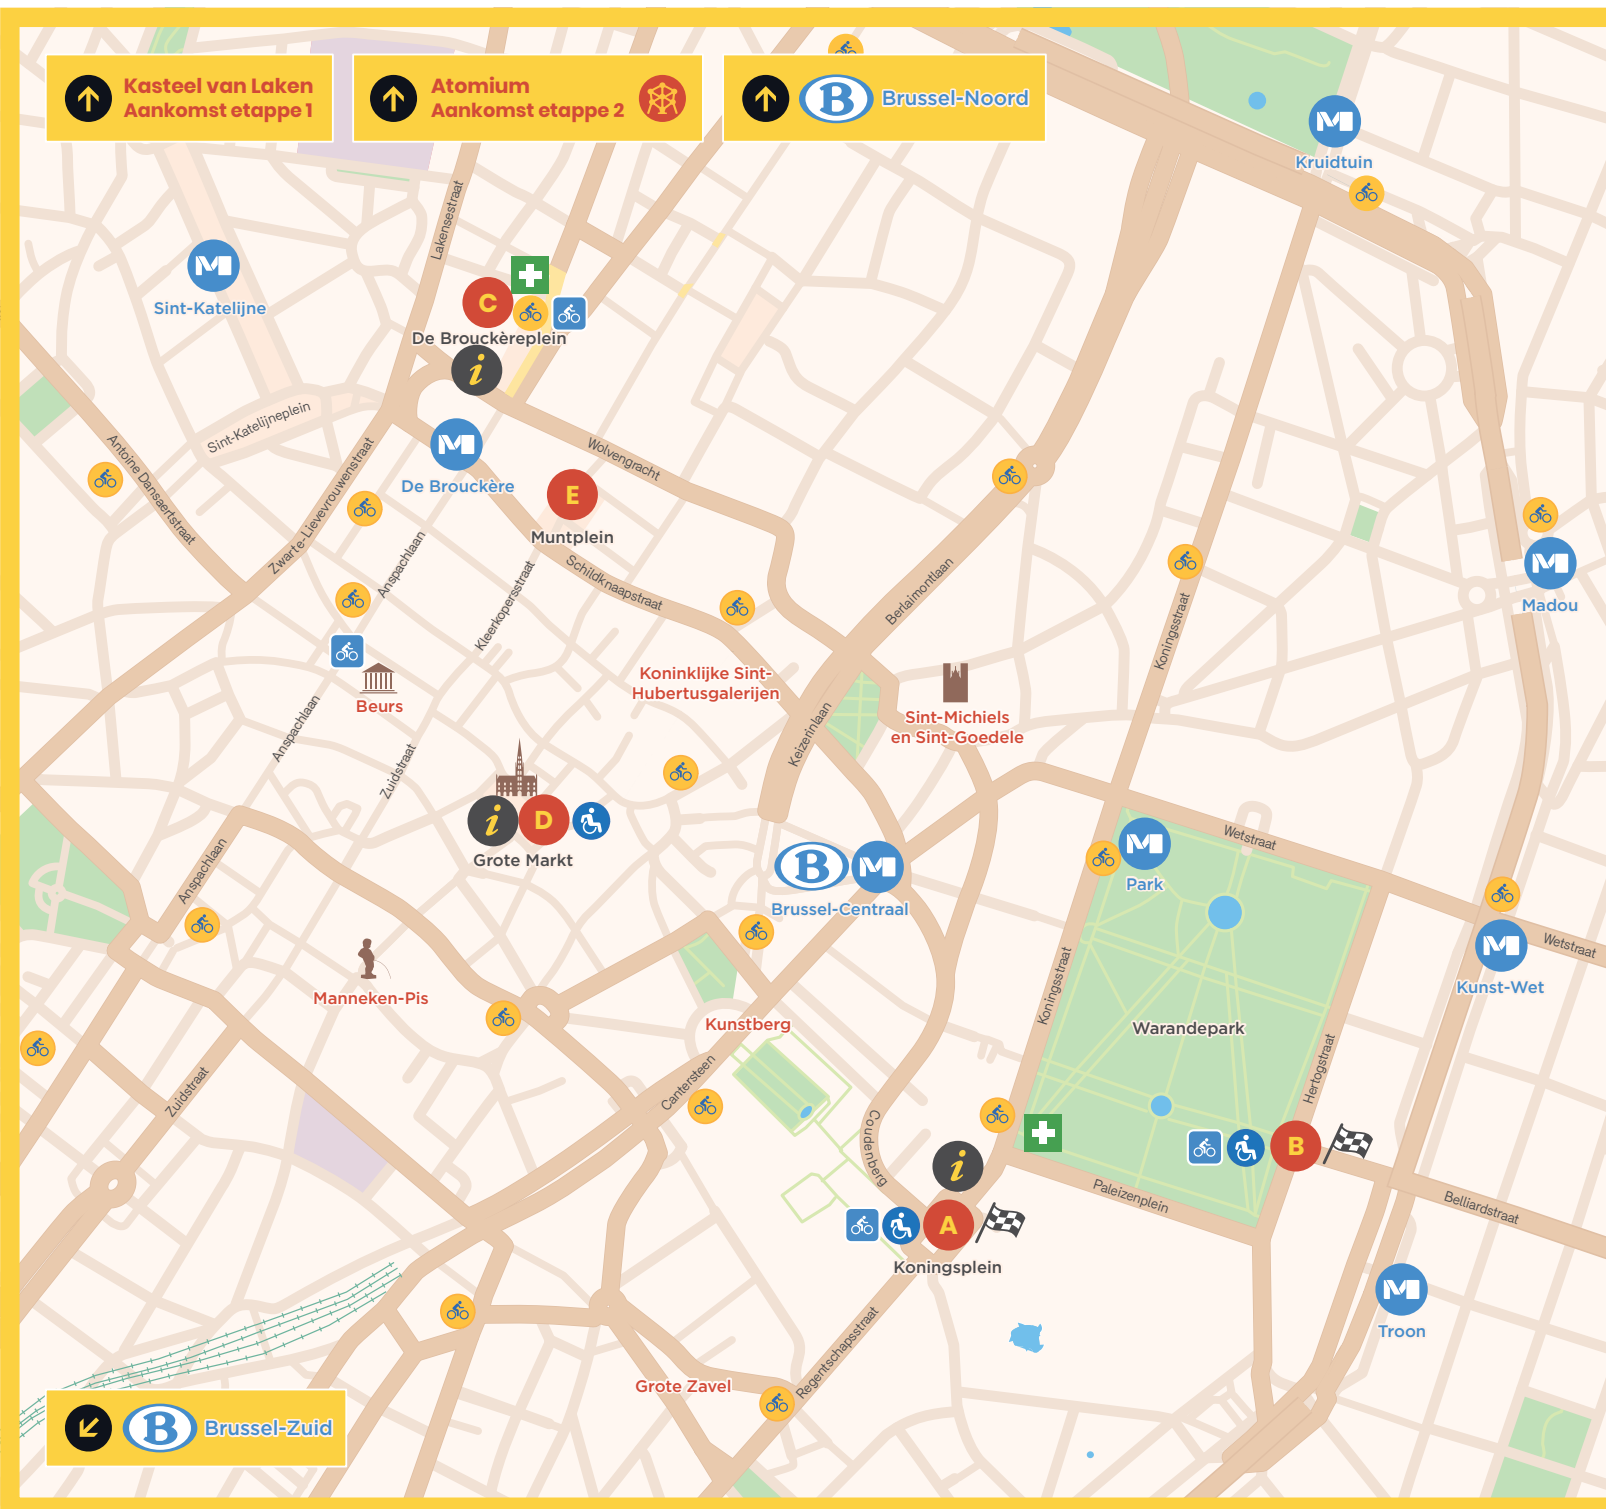 Kasteel van Laken
Aankomst etappe 1
Atomium
Aankomst etappe 2
B
Brussel-Noord
M
Kruidtuin
Lakensestraat
M
Sint-Katelijne
C
De Brouckèreplein
i
Sint-Katelijneplein
Antoine Dansaertstraat
Zwarte-Lievevrouwenstraat
M
De Brouckère
Wolvengracht
E
Muntplein
Anspachlaan
Kleerkopersstraat
Schildknaapstraat
Berlaimontlaan
Koningsstraat
M
Madou
Beurs
Koninklijke Sint-
Hubertusgalerijen
Sint-Michiels
en Sint-Goedele
Anspachlaan
Zuidstraat
Keizerinlaan
i
D
Grote Markt
Anspachlaan
B
M
Brussel-Centraal
M
Park
Wetstraat
Wetstraat
M
Kunst-Wet
Manneken-Pis
Kunstberg
Koningsstraat
Warandepark
Hertogstraat
Zuidstraat
Cantersteen
Coudenberg
i
B
A
Koningsplein
Paleizenplein
Belliardstraat
M
Troon
Regentschapsstraat
Grote Zavel
B
Brussel-Zuid